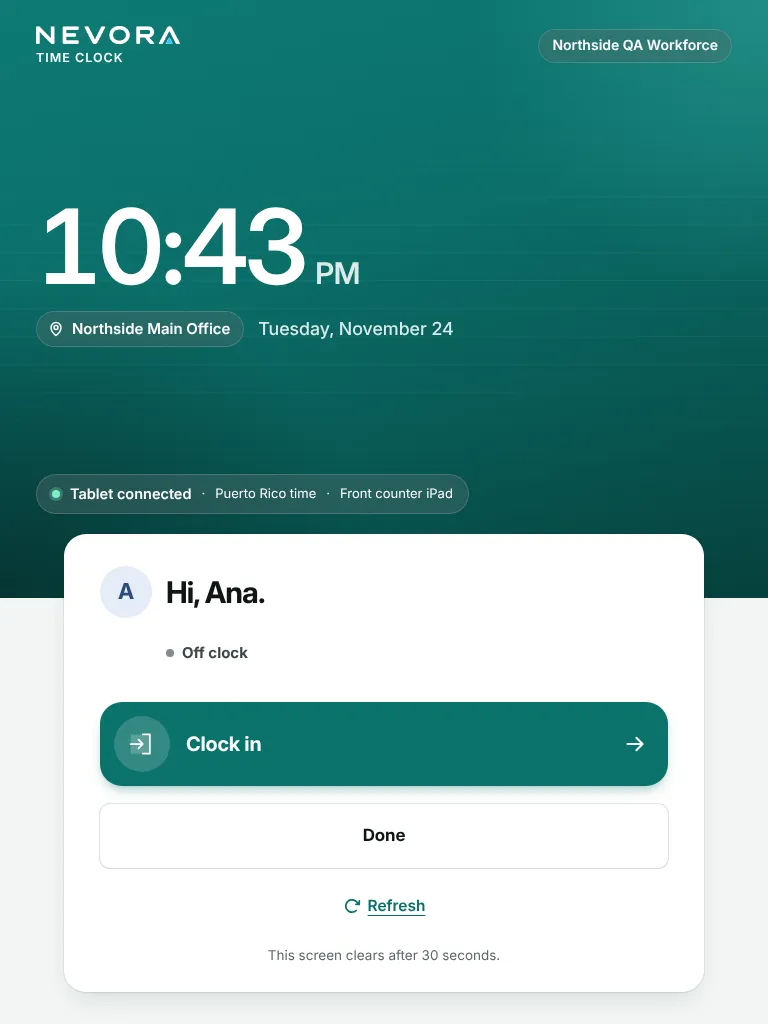 NEVORA
TIME CLOCK
Northside QA Workforce
10:43 PM
Northside Main Office
Tuesday, November 24
Tablet connected · Puerto Rico time · Front counter iPad
A
Hi, Ana.
Off clock
Clock in
Done
Refresh
This screen clears after 30 seconds.